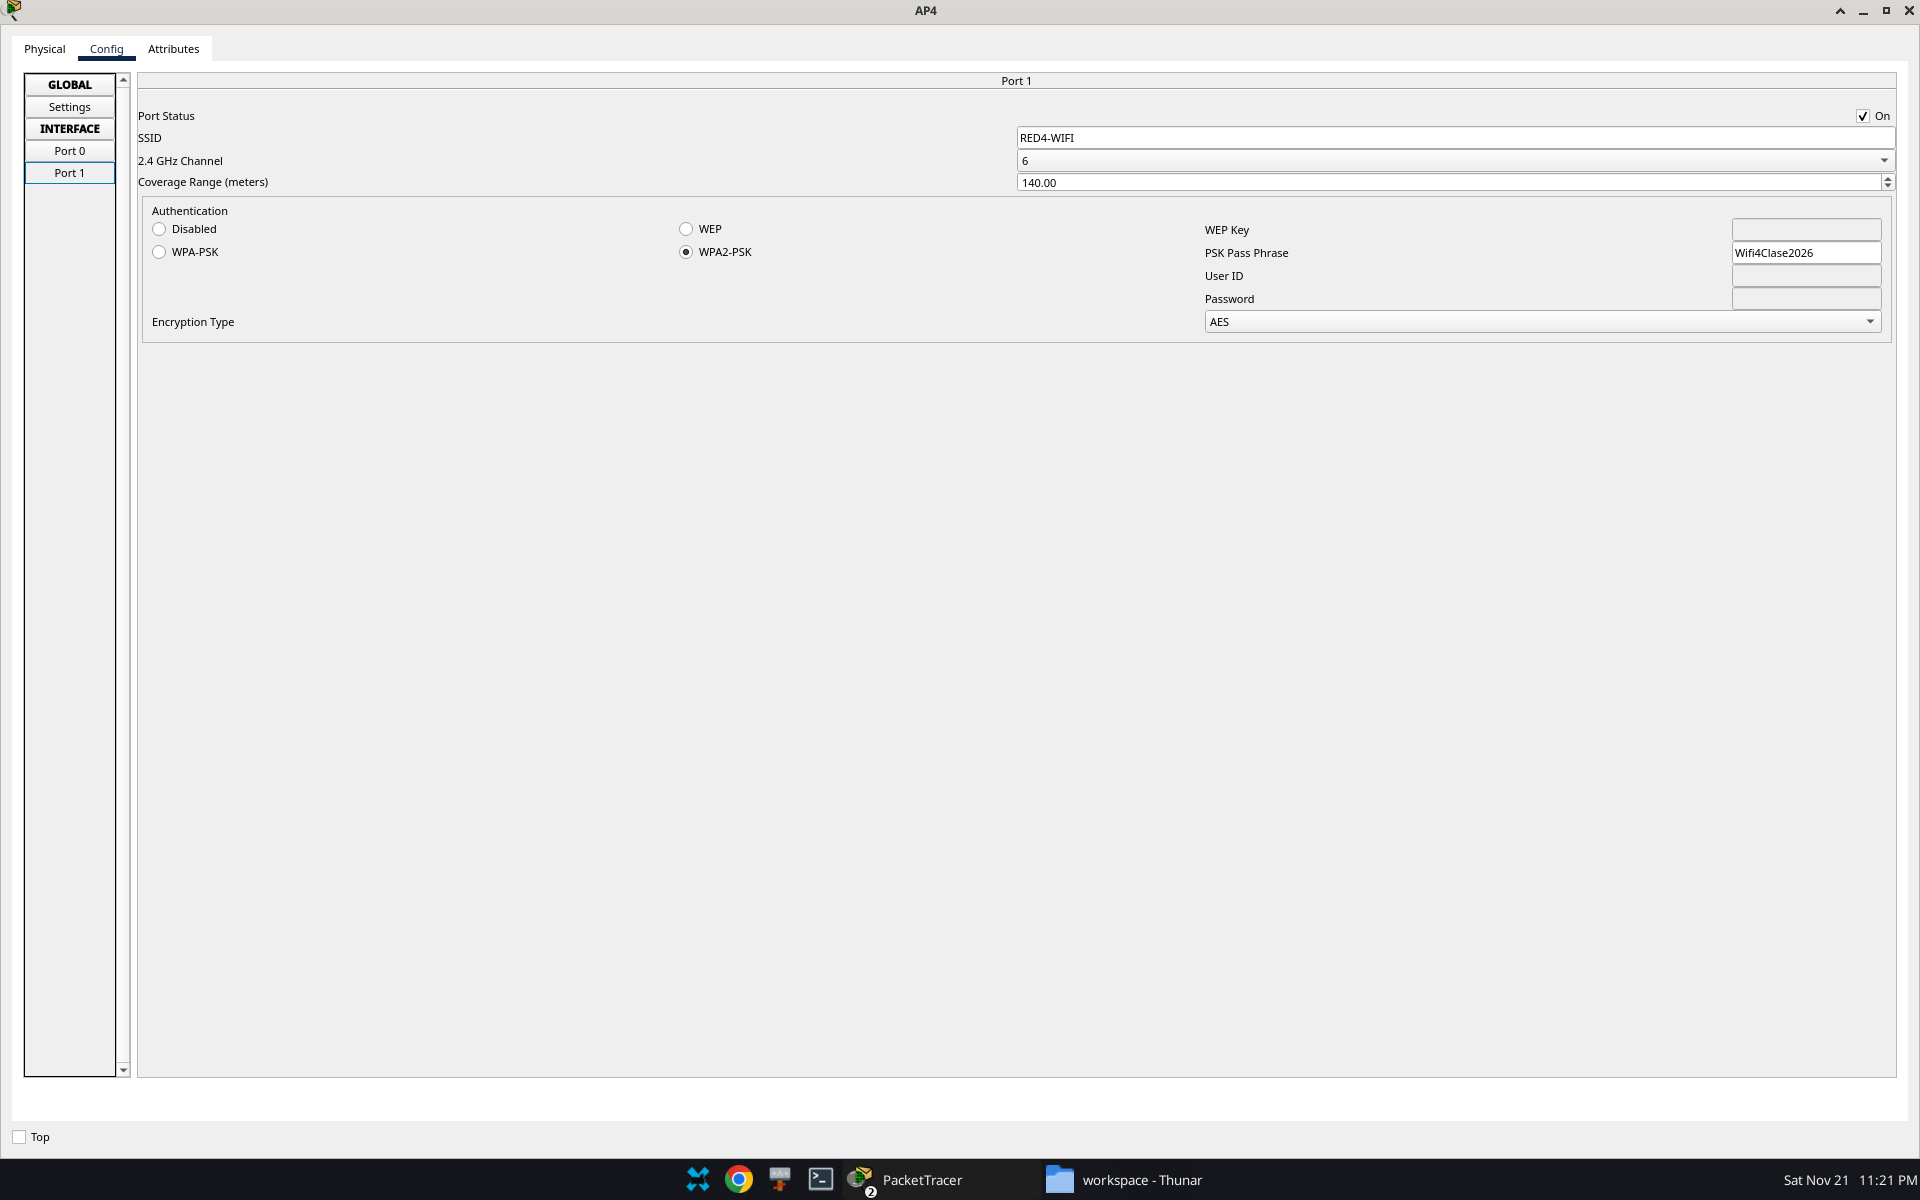 AP4
Physical Config Attributes
GLOBAL
Settings
INTERFACE
Port 0
Port 1
Port 1
Port Status On
SSID RED4-WIFI
2.4 GHz Channel 6
Coverage Range (meters) 140.00
Authentication
Disabled WEP WEP Key
WPA-PSK WPA2-PSK PSK Pass Phrase Wifi4Clase2026
User ID
Password
Encryption Type AES
Top
2 PacketTracer workspace - Thunar Sat Nov 21 11:21 PM